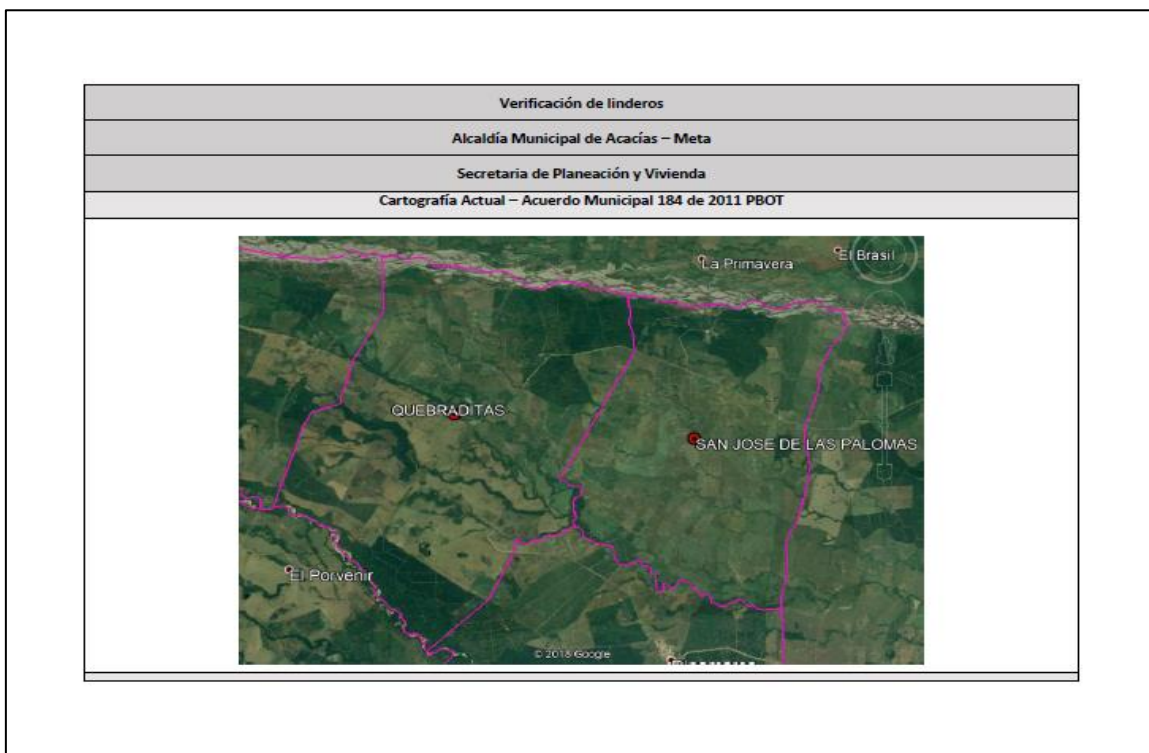 Verificación de linderos
Alcaldía Municipal de Acacías – Meta
Secretaria de Planeación y Vivienda
Cartografía Actual – Acuerdo Municipal 184 de 2011 PBOT
El Brasil
La Primavera
QUEBRADITAS
SAN JOSE DE LAS PALOMAS
El Porvenir
© 2018 Google